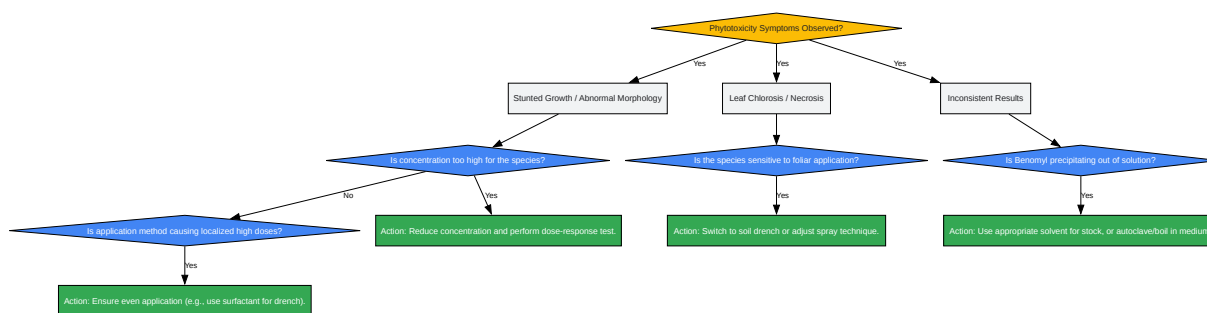 Phytotoxicity Symptoms Observed?
Yes
Yes
Yes
Stunted Growth / Abnormal Morphology
Leaf Chlorosis / Necrosis
Inconsistent Results
Is concentration too high for the species?
Is the species sensitive to foliar application?
Is Benomyl precipitating out of solution?
No
Yes
Yes
Yes
Is application method causing localized high doses?
Action: Reduce concentration and perform dose-response test.
Action: Switch to soil drench or adjust spray technique.
Action: Use appropriate solvent for stock, or autoclave/boil in medium
Yes
Action: Ensure even application (e.g., use surfactant for drench).